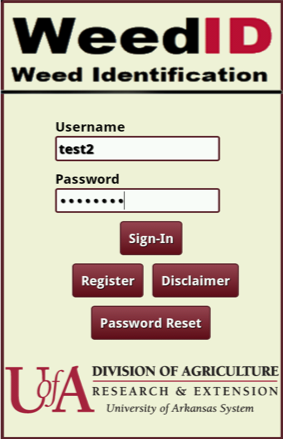 WeedID
Weed Identification
Username
test2
Password
••••••••
Sign-In
Register Disclaimer
Password Reset
UofA DIVISION OF AGRICULTURE
RESEARCH & EXTENSION
University of Arkansas System